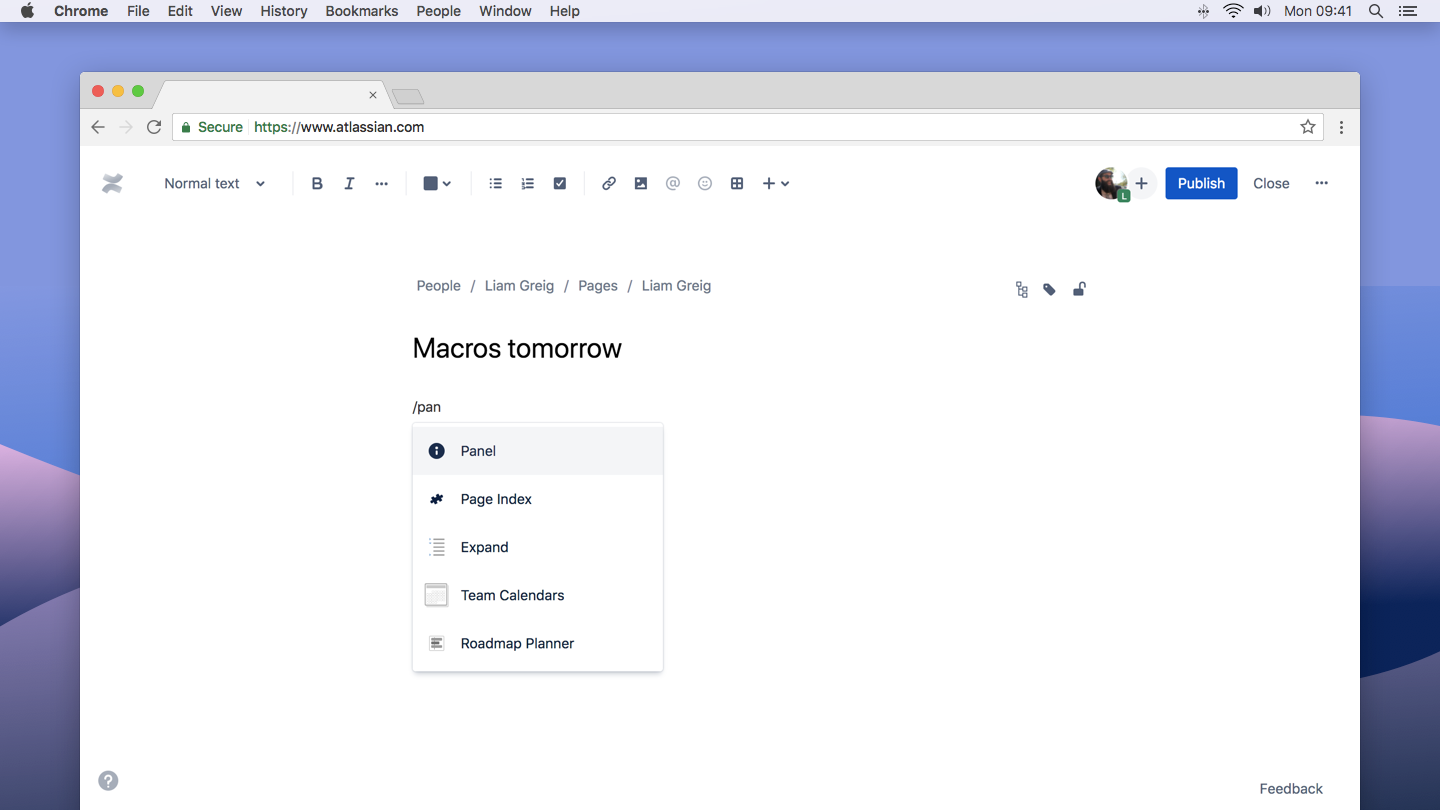 Chrome File Edit View History Bookmarks People Window Help Mon 09:41
Secure https://www.atlassian.com
Normal text B I L Publish Close
People / Liam Greig / Pages / Liam Greig
Macros tomorrow
/pan
Panel
Page Index
Expand
Team Calendars
Roadmap Planner
Feedback